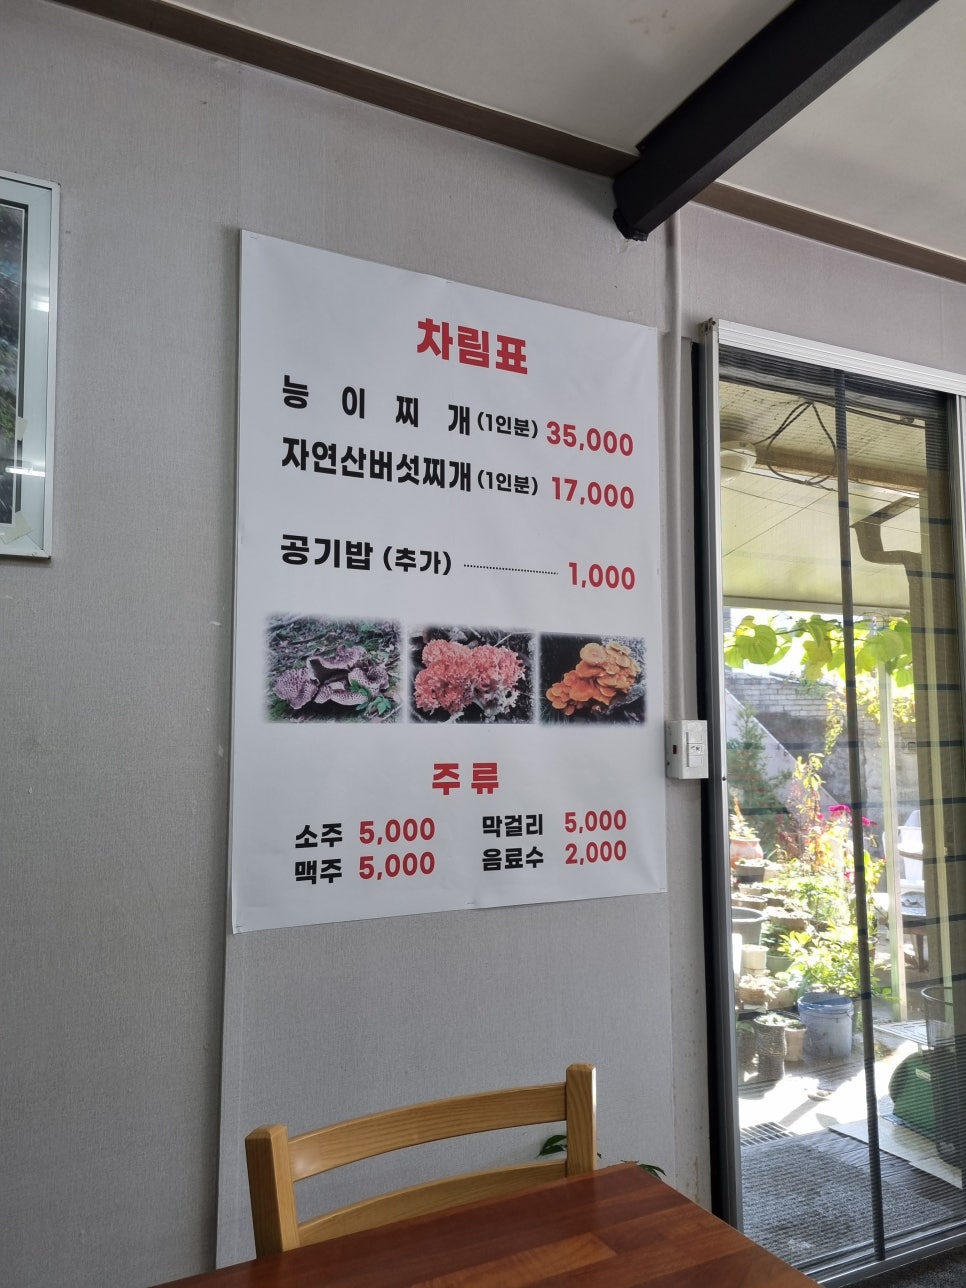 차림표
능 이 찌 개 (1인분) 35,000
자연산버섯찌개 (1인분) 17,000
공기밥 (추가) 1,000
주 류
소주 5,000 막걸리 5,000
맥주 5,000 음료수 2,000